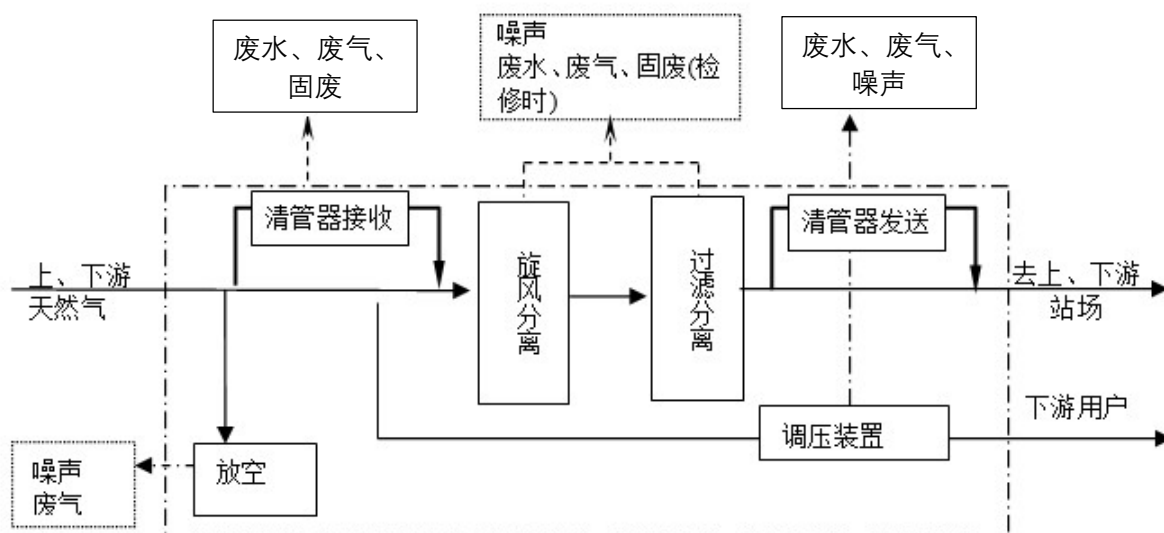 废水、废气、
固废
噪声
废水、废气、固废(检
修时)
废水、废气、
噪声
清管器接收
清管器发送
上、下游
天然气
旋风分离
过滤分离
去上、下游
站场
下游用户
调压装置
放空
噪声
废气